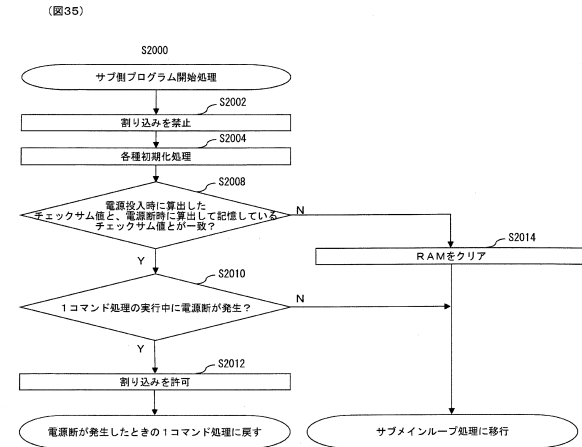 (図35)
S2000
サブ側プログラム開始処理
S2002
割り込みを禁止
S2004
各種初期化処理
S2008
電源投入時に算出した
チェックサム値と、電源断時に算出して記憶している
チェックサム値とが一致？
N
Y
S2014
RAMをクリア
S2010
1コマンド処理の実行中に電源断が発生？
N
Y
S2012
割り込みを許可
電源断が発生したときの1コマンド処理に戻す
サブメインループ処理に移行